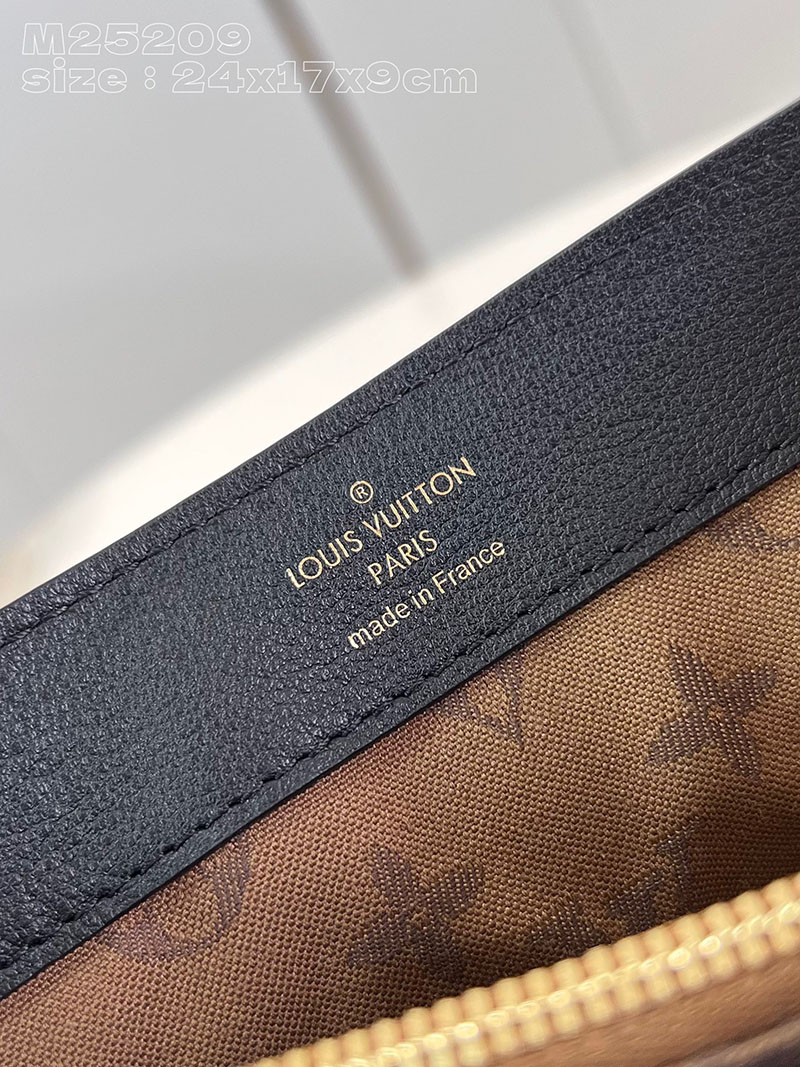 M25209
size : 24x17x9cm
®
LOUIS VUITTON
PARIS
made in France